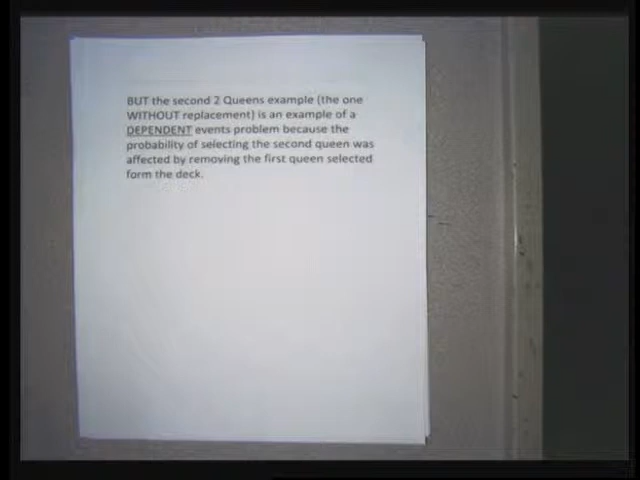 BUT the second 2 Queens example (the one
WITHOUT replacement) is an example of a
DEPENDENT events problem because the
probability of selecting the second queen was
affected by removing the first queen selected
form the deck.